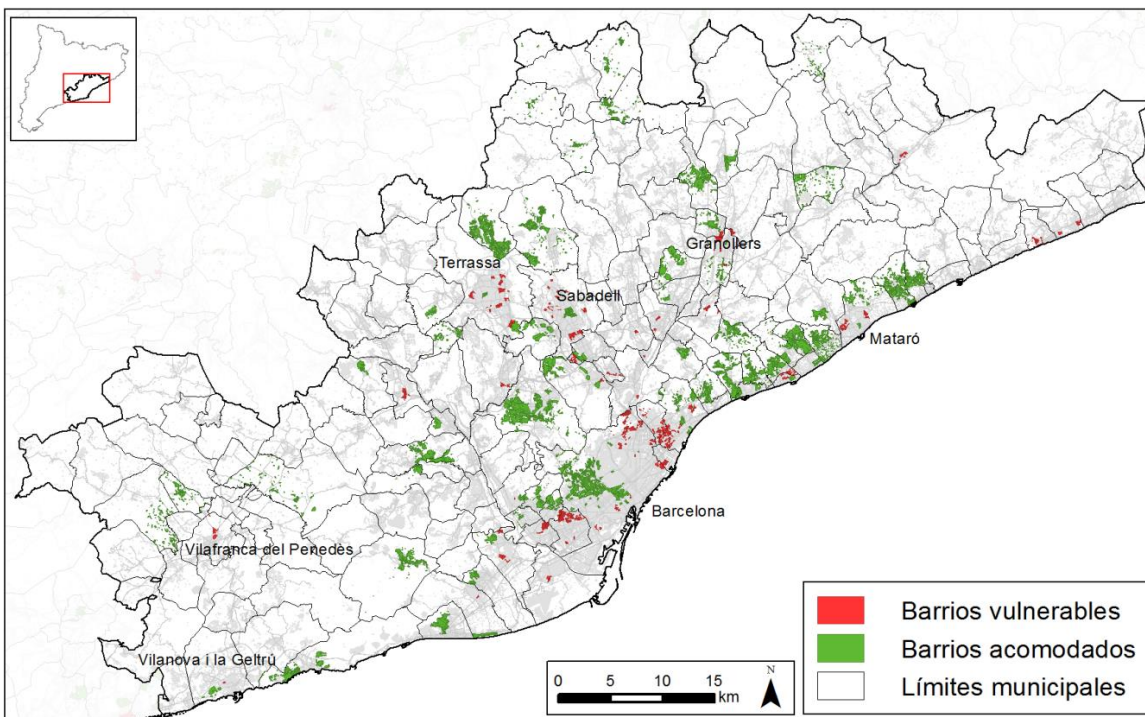 Granollers
Terrassa
Sabadell
Mataró
Barcelona
Vilafranca del Penedès
Vilanova i la Geltrú
0 5 10 15
km
N
Barrios vulnerables
Barrios acomodados
Límites municipales